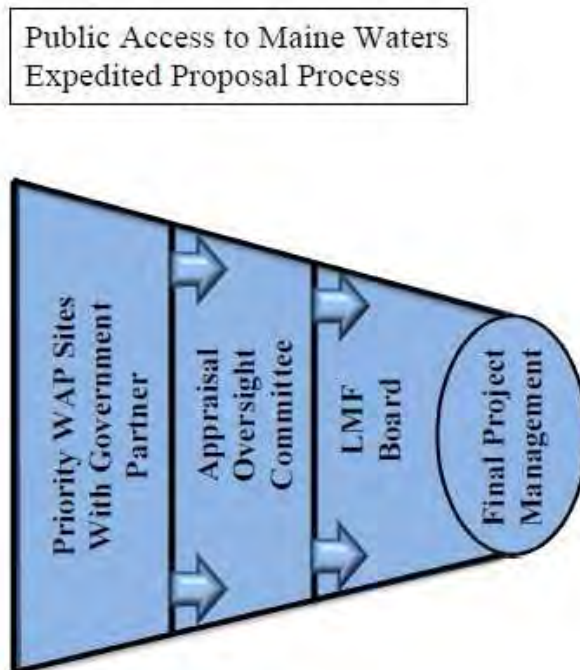 Public Access to Maine Waters
Expedited Proposal Process
Priority WAP Sites
With Government
Partner
Appraisal
Oversight
Committee
LMF
Board
Final Project
Management